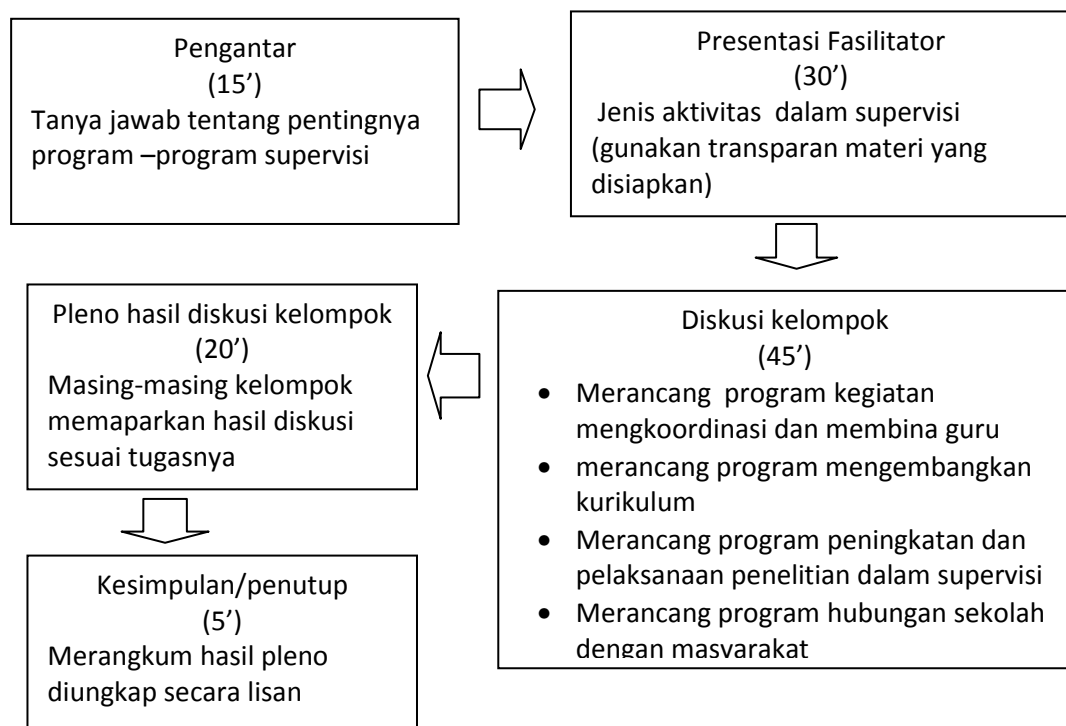 Pengantar
(15’)
Tanya jawab tentang pentingnya
program –program supervisi
Presentasi Fasilitator
(30’)
Jenis aktivitas dalam supervisi
(gunakan transparan materi yang
disiapkan)
Diskusi kelompok
(45’)
• Merancang program kegiatan
mengkoordinasi dan membina guru
• merancang program mengembangkan
kurikulum
• Merancang program peningkatan dan
pelaksanaan penelitian dalam supervisi
• Merancang program hubungan sekolah
dengan masyarakat
Pleno hasil diskusi kelompok
(20’)
Masing-masing kelompok
memaparkan hasil diskusi
sesuai tugasnya
Kesimpulan/penutup
(5’)
Merangkum hasil pleno
diungkap secara lisan